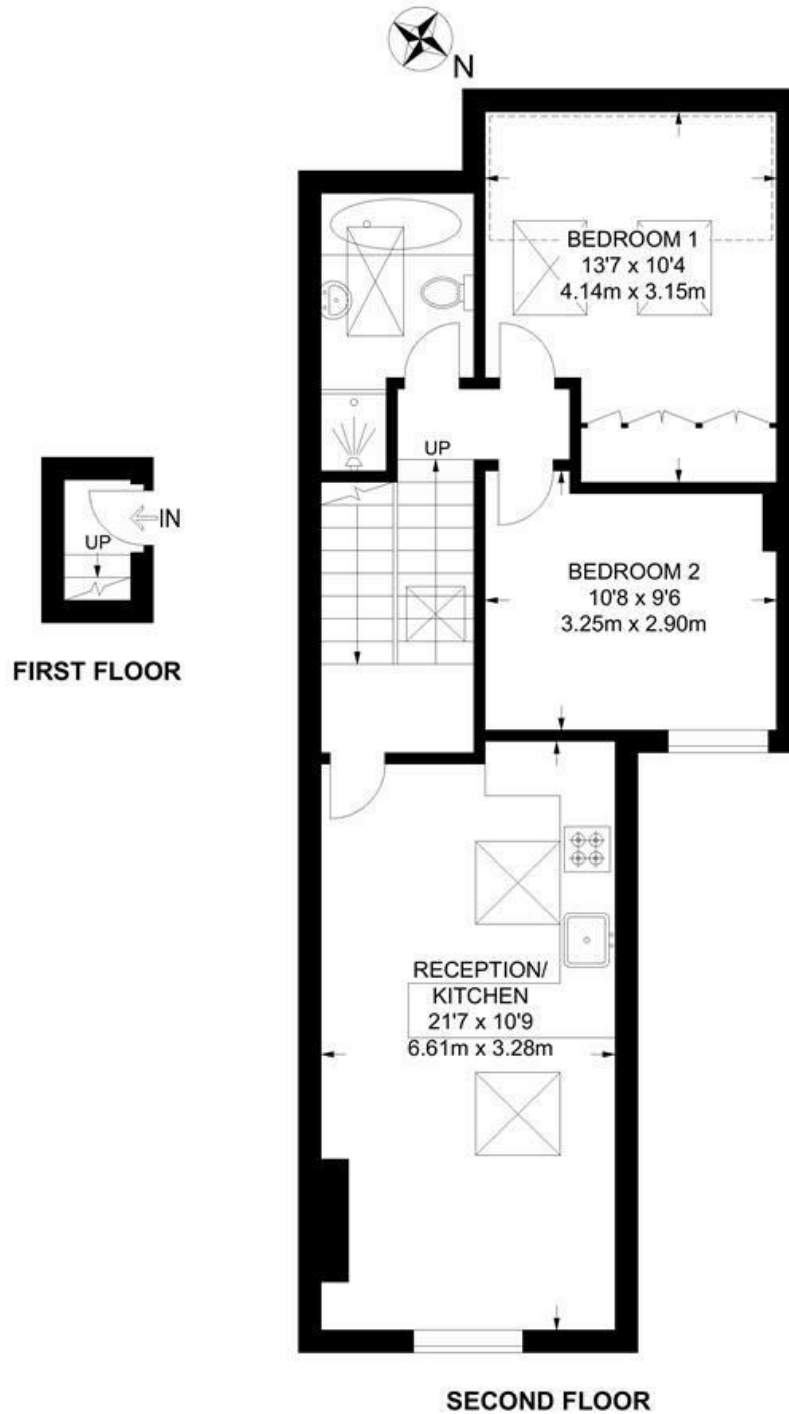 N
BEDROOM 1
13'7 x 10'4
4.14m x 3.15m
UP
IN
UP
FIRST FLOOR
BEDROOM 2
10'8 x 9'6
3.25m x 2.90m
RECEPTION/
KITCHEN
21'7 x 10'9
6.61m x 3.28m
SECOND FLOOR